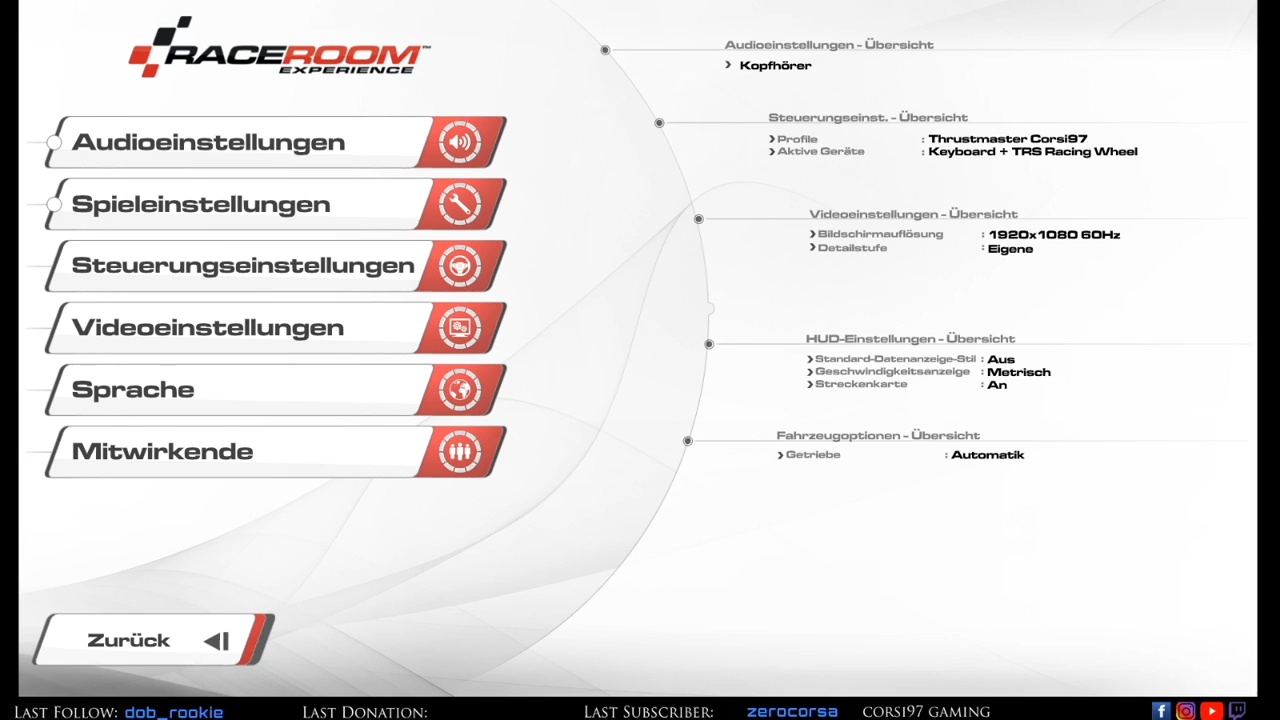 RACEROOM™
EXPERIENCE
Audioeinstellungen
Spieleinstellungen
Steuerungseinstellungen
Videoeinstellungen
Sprache
Mitwirkende
Zurück
Audioeinstellungen - Übersicht
Kopfhörer
Steuerungseinst. - Übersicht
Profile : Thrustmaster Corsi97
Aktive Geräte : Keyboard + TRS Racing Wheel
Videoeinstellungen - Übersicht
Bildschirmauflösung : 1920x1080 60Hz
Detailstufe : Eigene
HUD-Einstellungen - Übersicht
Standard-Datenanzeige-Stil : Aus
Geschwindigkeitsanzeige : Metrisch
Streckenkarte : An
Fahrzeugoptionen - Übersicht
Getriebe : Automatik
LAST FOLLOW: dob_rookie LAST DONATION: LAST SUBSCRIBER: zerocorsa CORSI97 GAMING